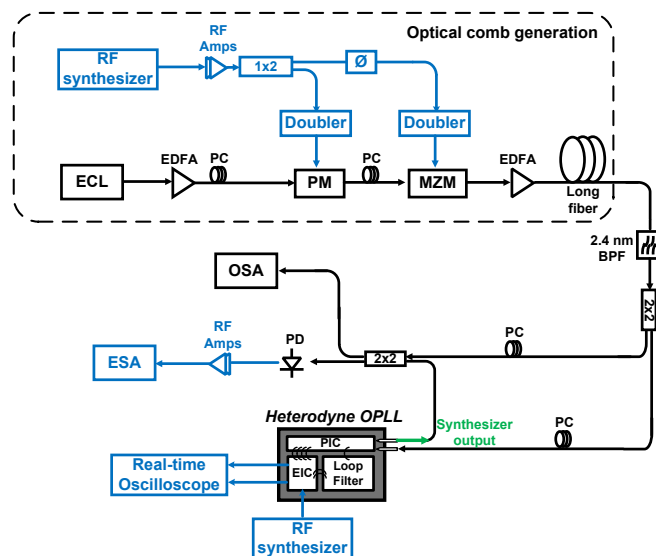 Optical comb generation
RF
Amps
RF
synthesizer
1x2
Ø
Doubler
Doubler
ECL
EDFA
PC
PM
PC
MZM
EDFA
Long
fiber
2.4 nm
BPF
2x2
OSA
PC
RF
Amps
PD
ESA
2x2
Heterodyne OPLL
Synthesizer
output
PC
PIC
EIC
Loop
Filter
Real-time
Oscilloscope
RF
synthesizer